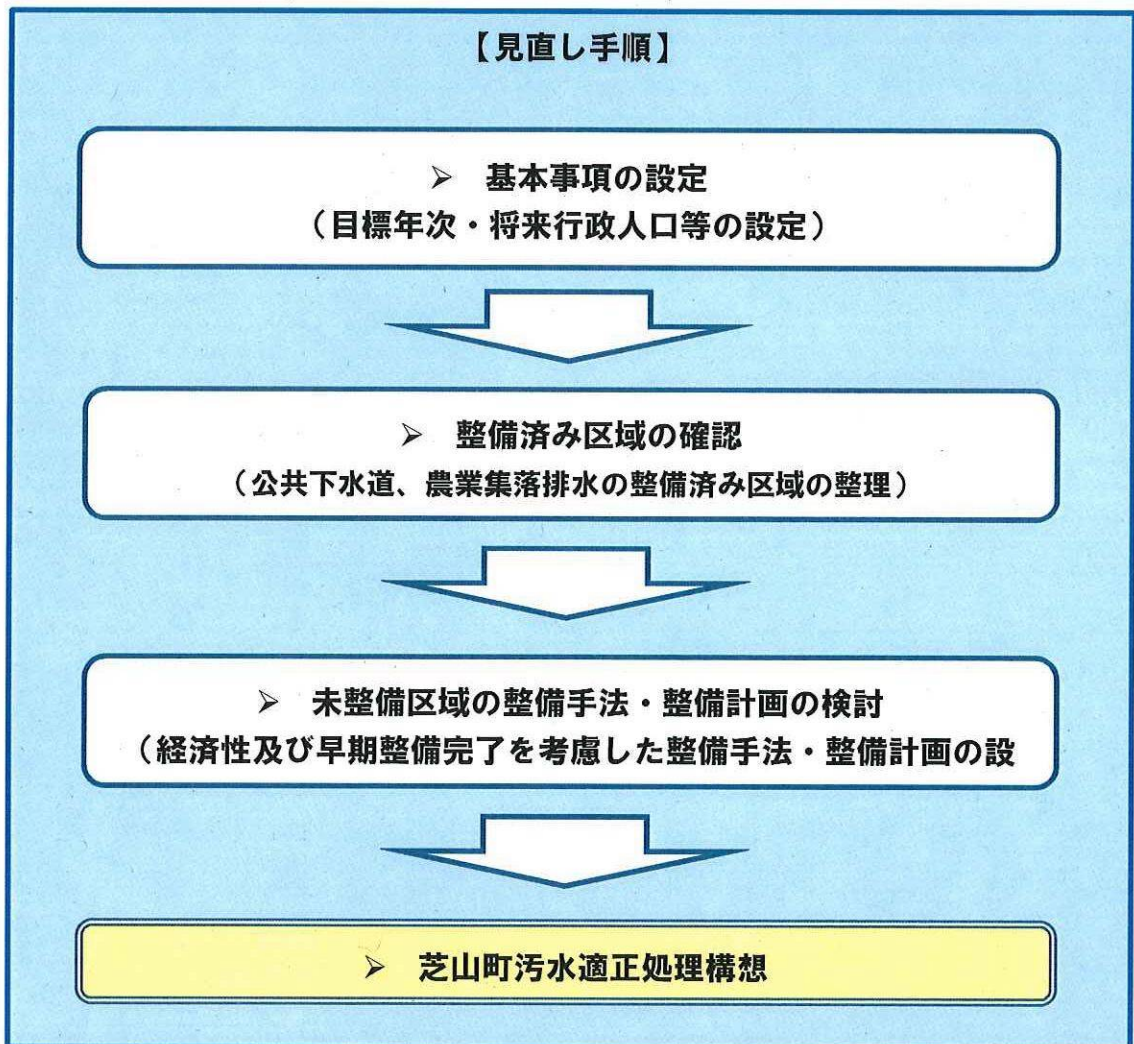 【見直し手順】
➢ 基本事項の設定
（目標年次・将来行政人口等の設定）
➢ 整備済み区域の確認
（公共下水道、農業集落排水の整備済み区域の整理）
➢ 未整備区域の整備手法・整備計画の検討
（経済性及び早期整備完了を考慮した整備手法・整備計画の設
➢ 芝山町汚水適正処理構想